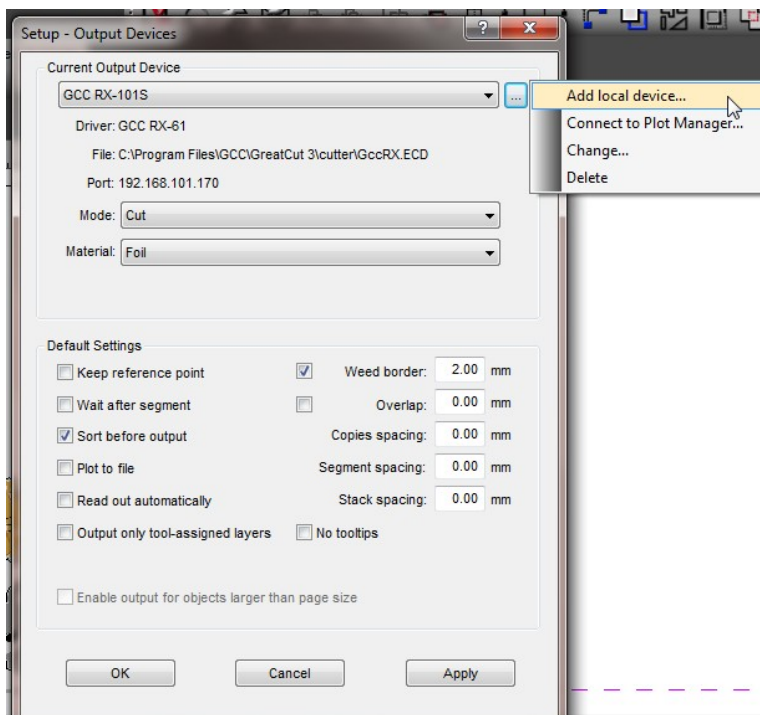 Setup - Output Devices
?
X
Current Output Device
GCC RX-101S
...
Add local device...
Connect to Plot Manager...
Change...
Delete
Driver: GCC RX-61
File: C:\Program Files\GCC\GreatCut 3\cutter\GccRX.ECD
Port: 192.168.101.170
Mode: Cut
Material: Foil
Default Settings
Keep reference point
Weed border: 2.00 mm
Wait after segment
Overlap: 0.00 mm
Sort before output
Copies spacing: 0.00 mm
Plot to file
Segment spacing: 0.00 mm
Read out automatically
Stack spacing: 0.00 mm
Output only tool-assigned layers
No tooltips
Enable output for objects larger than page size
OK
Cancel
Apply